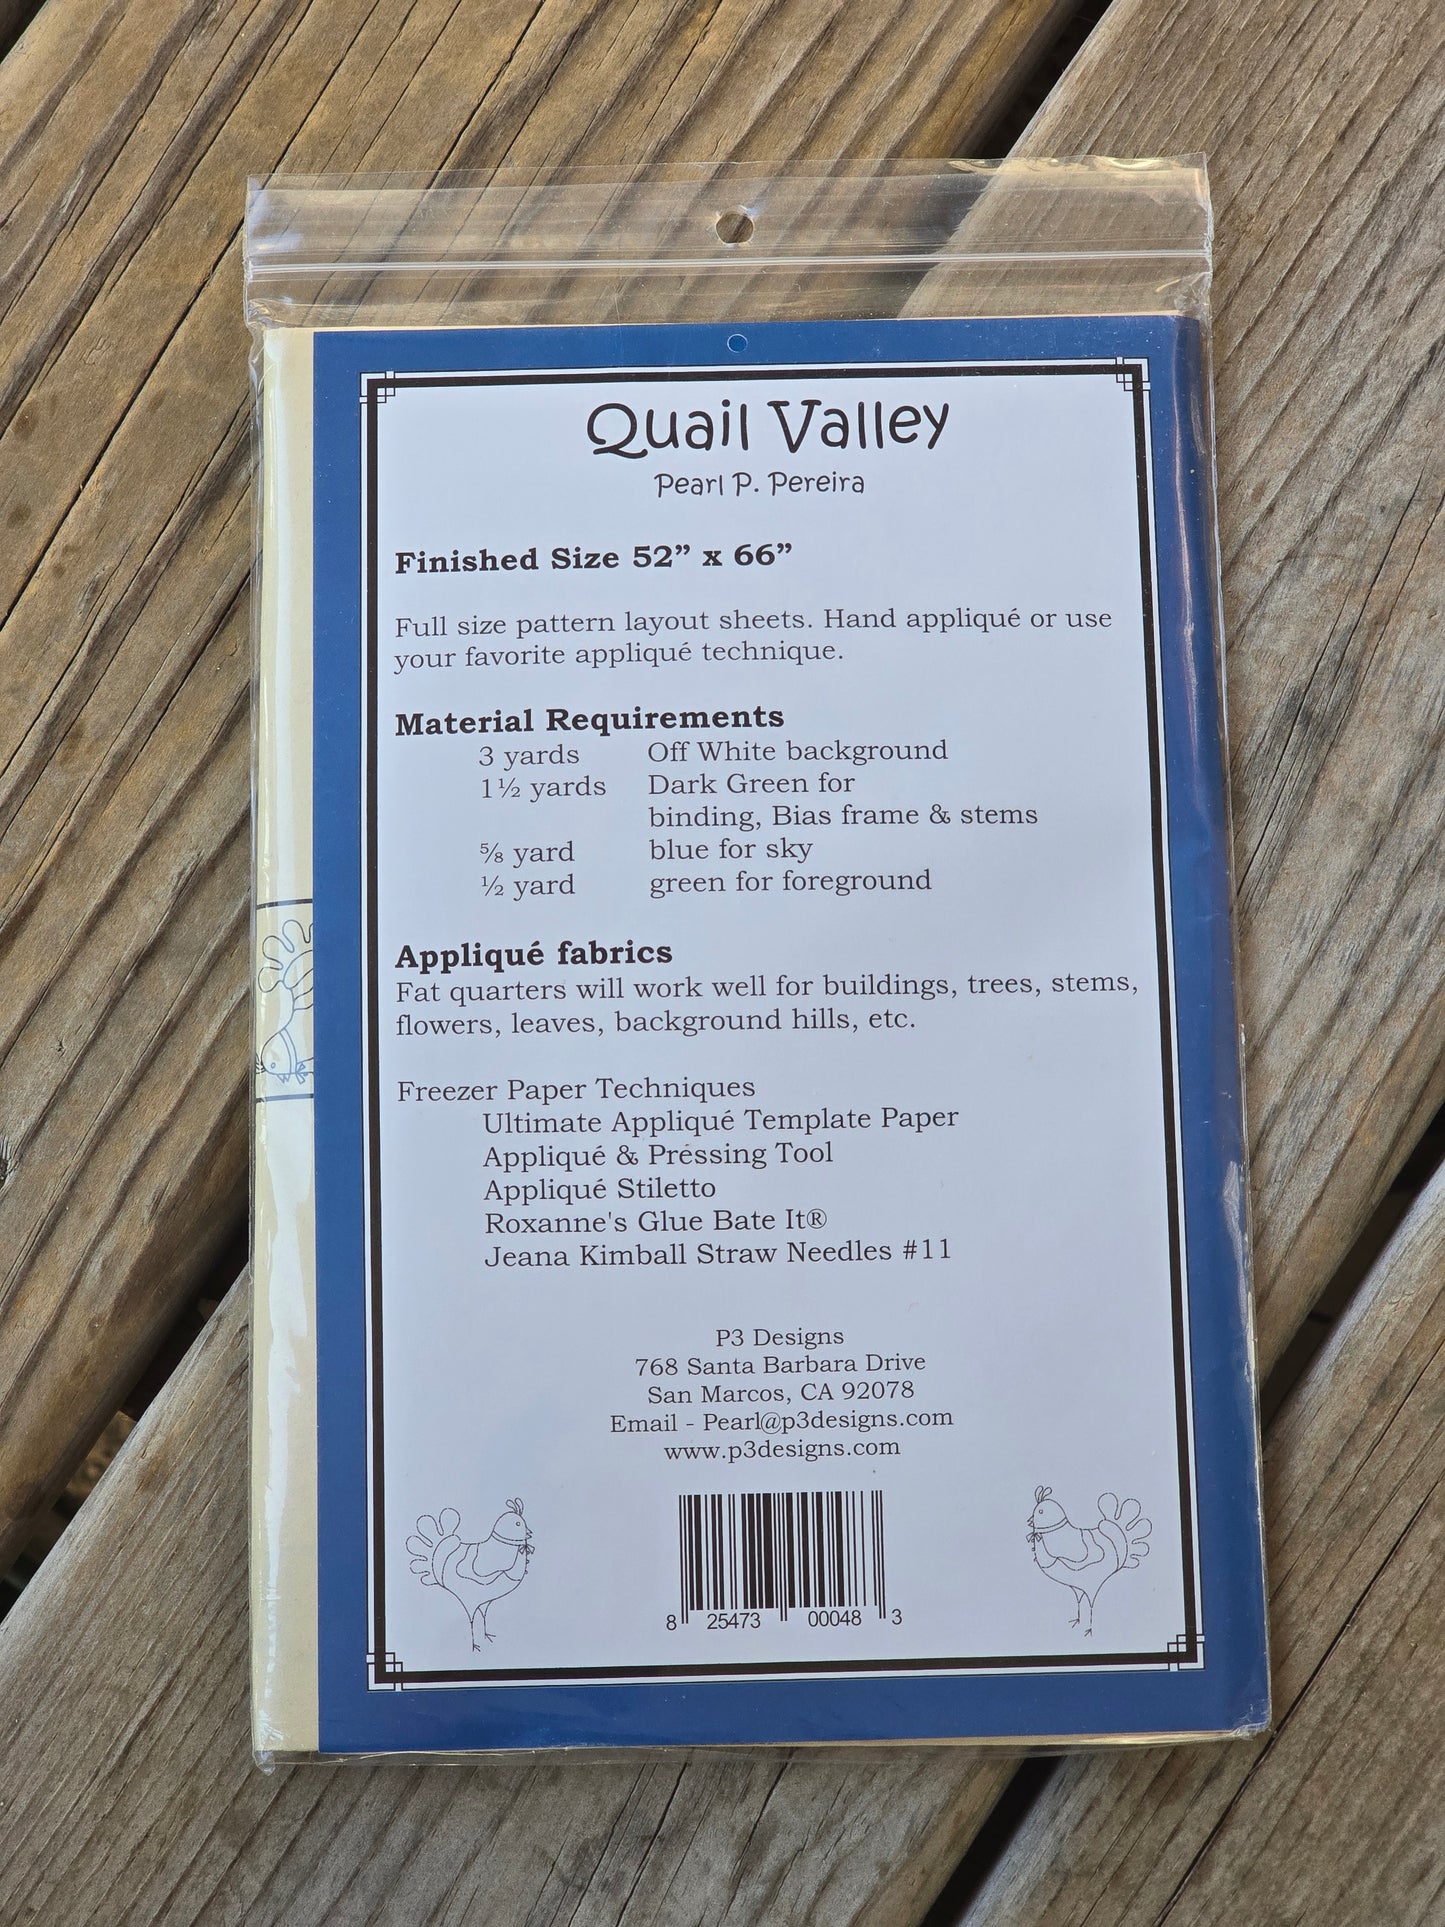 Quail Valley
Pearl P. Pereira
Finished Size 52” x 66”
Full size pattern layout sheets. Hand appliqué or use
your favorite appliqué technique.
Material Requirements
3 yards Off White background
1½ yards Dark Green for
binding, Bias frame & stems
⅝ yard blue for sky
½ yard green for foreground
Appliqué fabrics
Fat quarters will work well for buildings, trees, stems,
flowers, leaves, background hills, etc.
Freezer Paper Techniques
Ultimate Appliqué Template Paper
Appliqué & Pressing Tool
Appliqué Stiletto
Roxanne's Glue Bate It®
Jeana Kimball Straw Needles #11
P3 Designs
768 Santa Barbara Drive
San Marcos, CA 92078
Email - Pearl@p3designs.com
www.p3designs.com
8 25473 00048 3